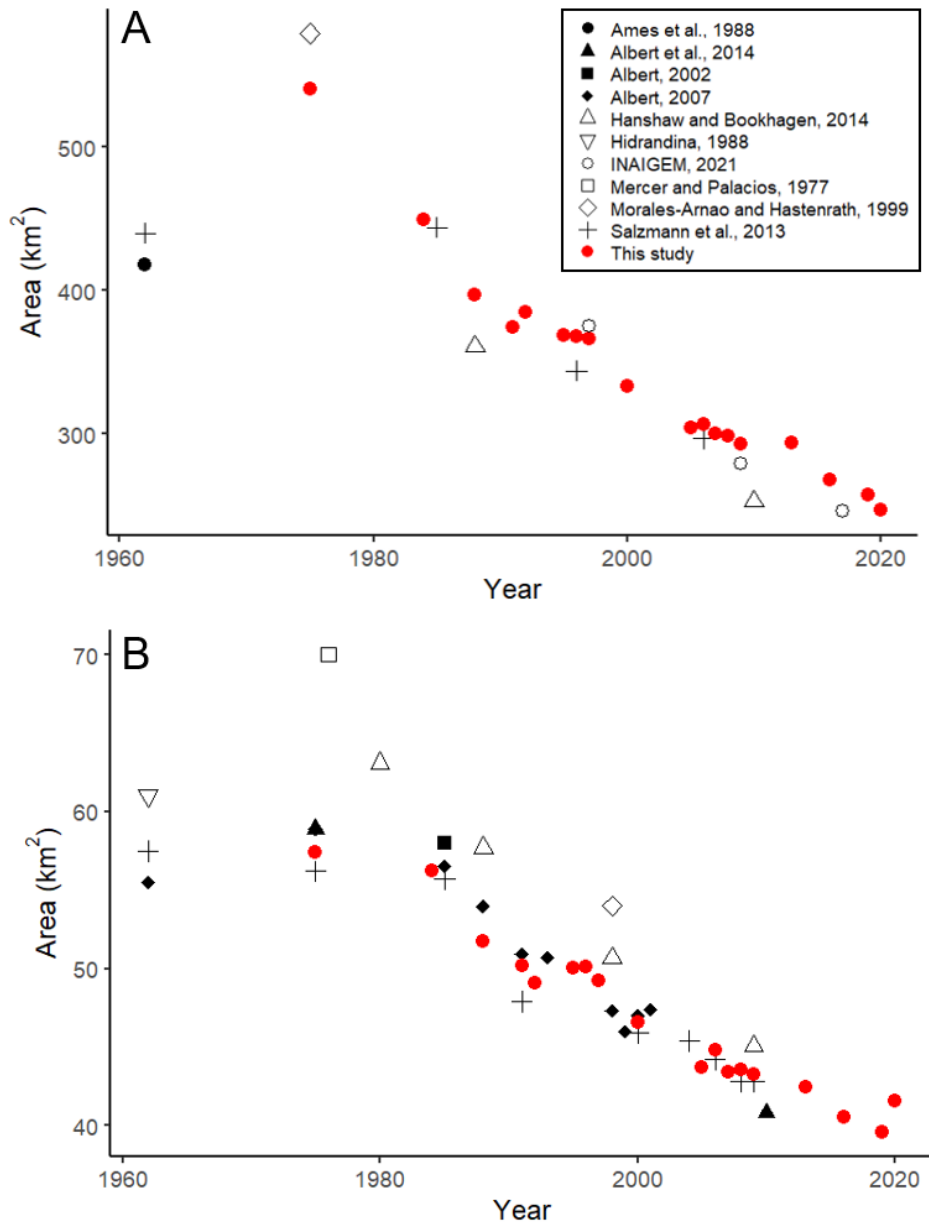 A
Ames et al., 1988
Albert et al., 2014
Albert, 2002
Albert, 2007
Hanshaw and Bookhagen, 2014
Hidrandina, 1988
INAIGEM, 2021
Mercer and Palacios, 1977
Morales-Arnao and Hastenrath, 1999
Salzmann et al., 2013
This study
500
400
300
Area (km²)
1960 1980 2000 2020
Year
B
70
60
50
40
Area (km²)
1960 1980 2000 2020
Year